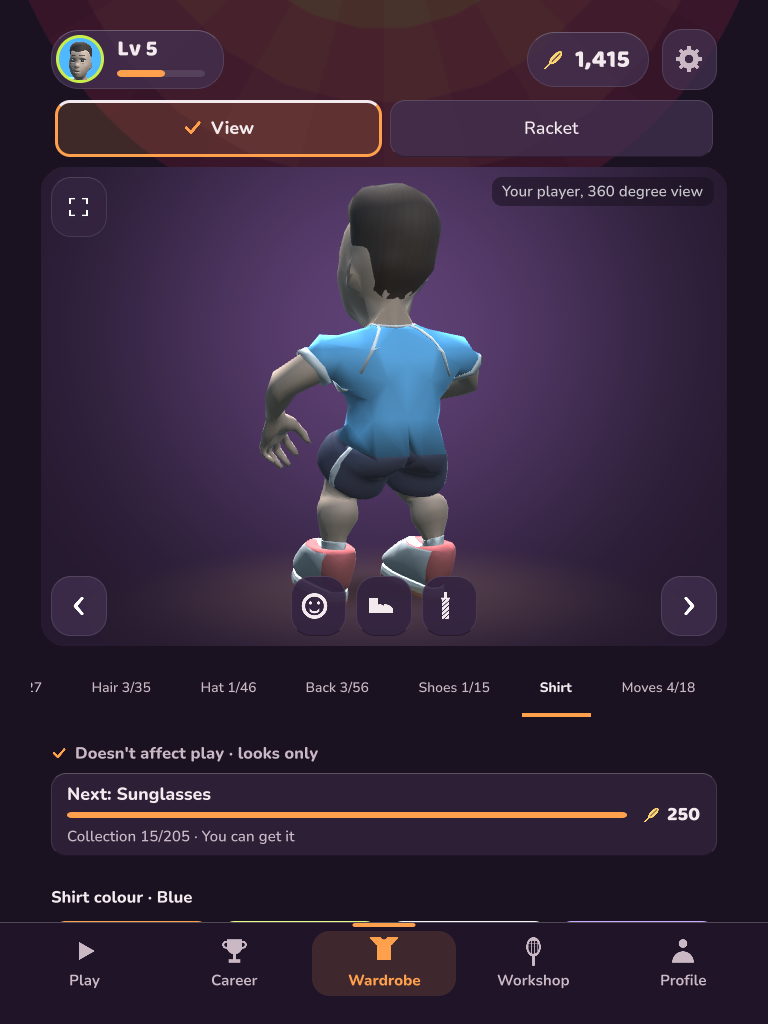 Lv 5
1,415
View
Racket
Your player, 360 degree view
27 Hair 3/35 Hat 1/46 Back 3/56 Shoes 1/15 Shirt Moves 4/18
Doesn't affect play · looks only
Next: Sunglasses
250
Collection 15/205 · You can get it
Shirt colour · Blue
Play Career Wardrobe Workshop Profile